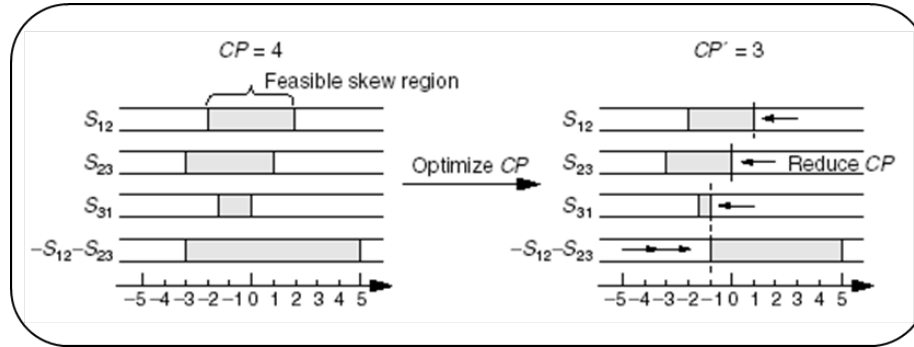 CP = 4
Feasible skew region
S12
S23
S31
–S12–S23
–5 –4 –3 –2 –1 0 1 2 3 4 5
Optimize CP
CP′ = 3
S12
S23
Reduce CP
S31
–S12–S23
–5 –4 –3 –2 –1 0 1 2 3 4 5